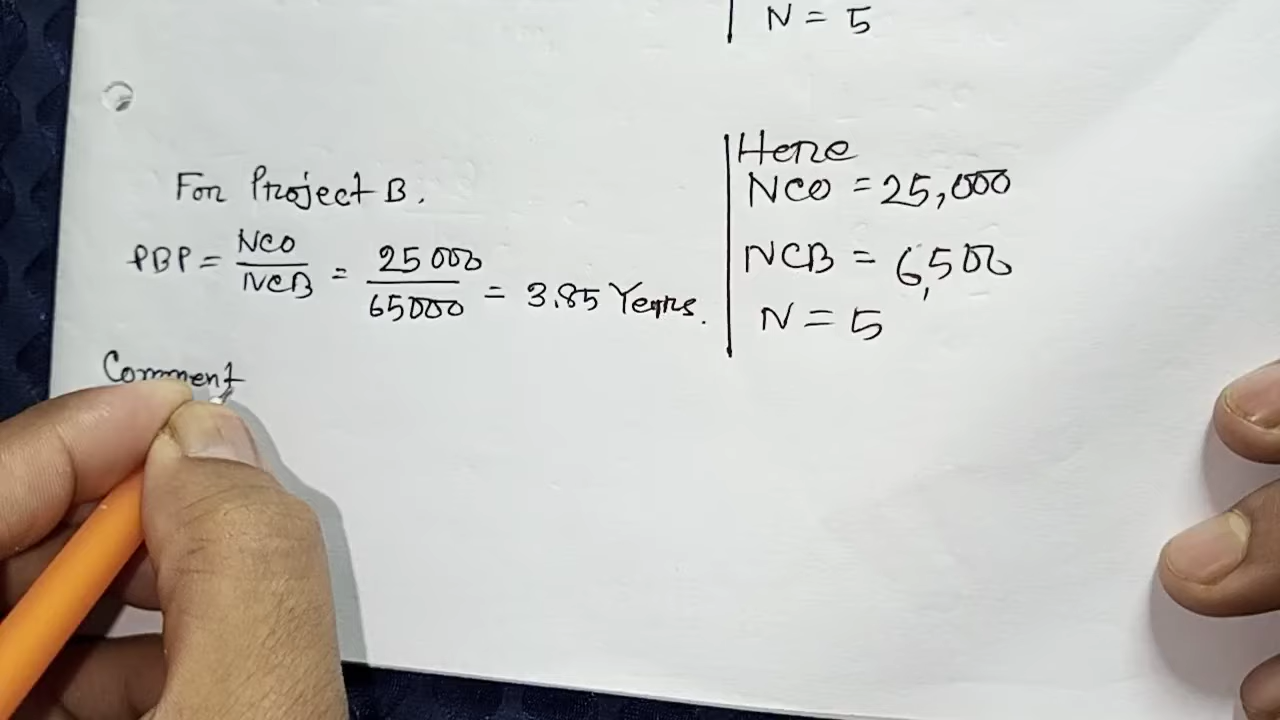 N = 5
Here
NCO = 25,000
NCB = 6,500
N = 5
For Project B.
PBP = NCO / NCB = 25000 / 65000 = 3.85 Years.
Comment